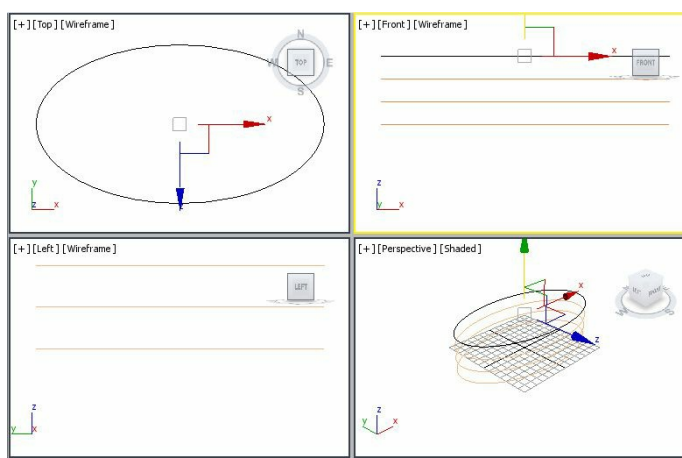 [+] [Top] [Wireframe]
N
W
TOP
E
S
x
z
y
z
x
[+] [Front] [Wireframe]
x
FRONT
z
y
x
[+] [Left] [Wireframe]
LEFT
z
y
x
[+] [Perspective] [Shaded]
x
z
z
y
x